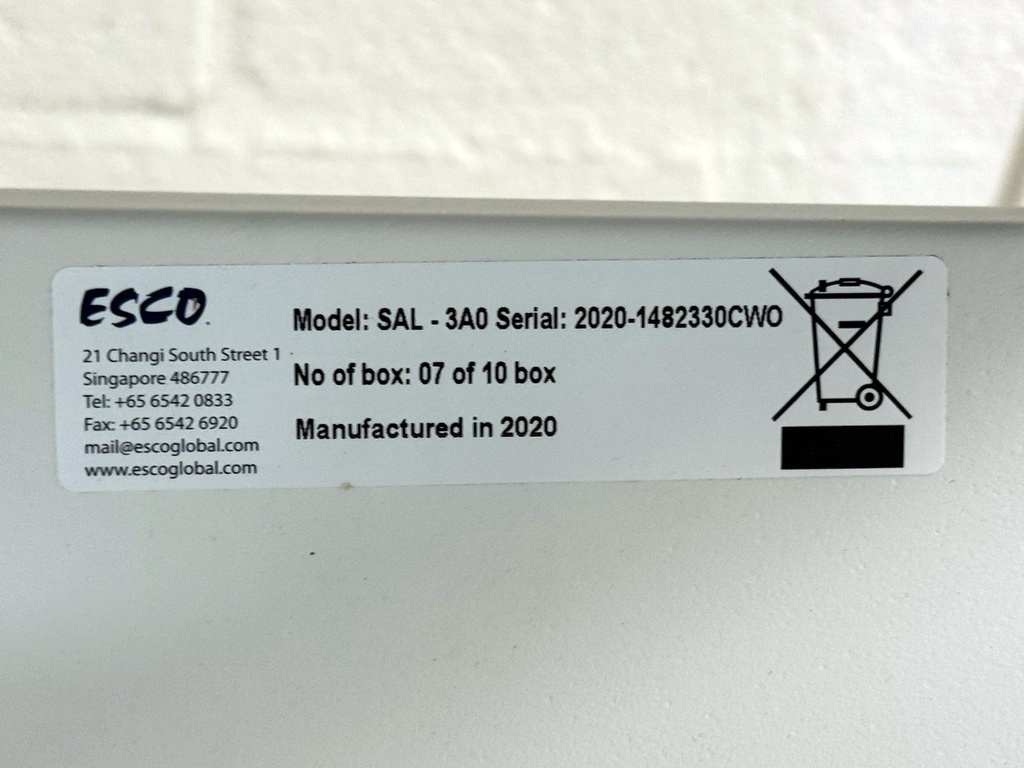 ESCO
21 Changi South Street 1
Singapore 486777
Tel: +65 6542 0833
Fax: +65 6542 6920
mail@escoglobal.com
www.escoglobal.com
Model: SAL - 3A0 Serial: 2020-1482330CWO
No of box: 07 of 10 box
Manufactured in 2020